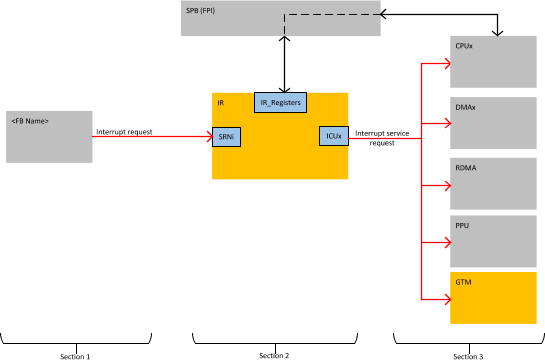 SPB (FPI)
CPUx
IR
IR_Registers
DMAx
<FB Name>
Interrupt request
SRNi
ICUx
Interrupt service
request
RDMA
PPU
GTM
Section 1
Section 2
Section 3